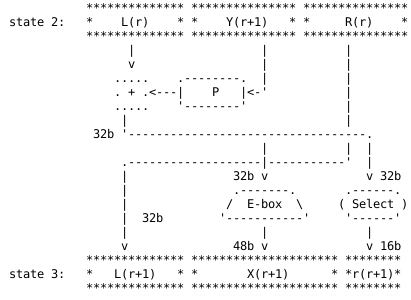 ************** *************** ***************
state 2:      *    L(r)    * *    Y(r+1)   * *     R(r)    *
              ************** *************** ***************
                    |                   |           |
                    v                   |           |
                  .....    .--------.   |           |
                  . + .<---|    P   |<-'            |
                  .....    '--------'               |
                   |                                |
              32b '----------------------------------.
                                        |           |  |
                   .--------------------|-----------'  |
                   |                32b v              v 32b
                   |                .-------.      .------.
                   |               /  E-box  \    ( Select )
                   |  32b         '-----------'    '------'
                   |                    |              |
                   v                48b v              v 16b
              ************** ********************* ********
state 3:      *   L(r+1)   * *       X(r+1)      * *r(r+1)*
              ************** ********************* ********